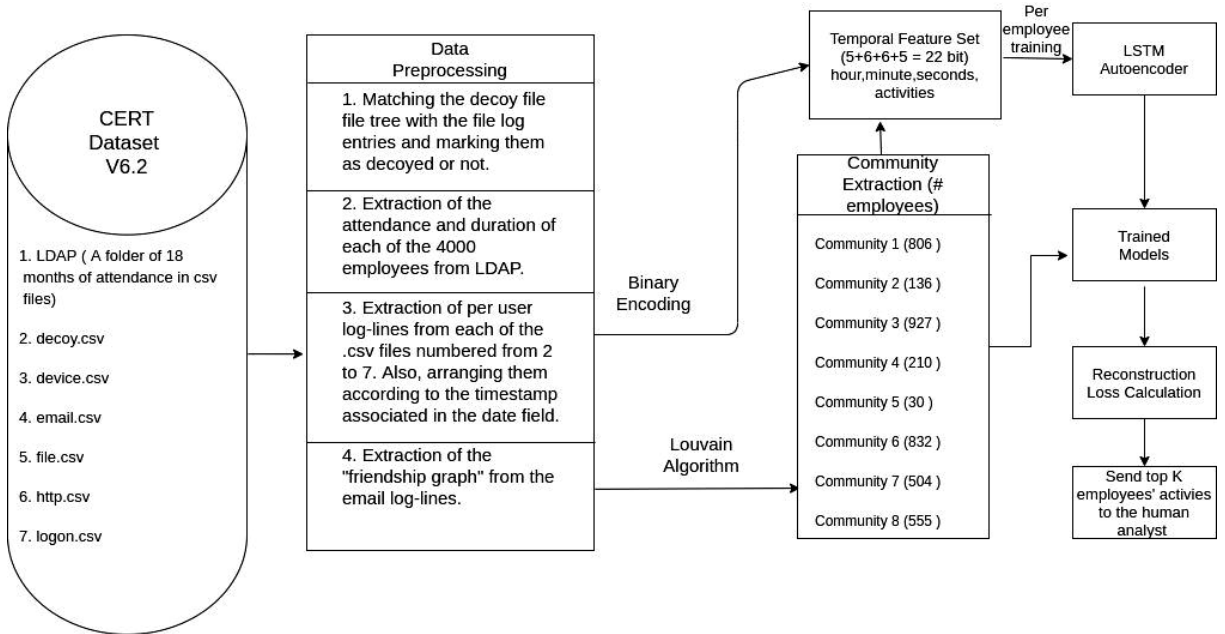 CERT
Dataset
V6.2
1. LDAP ( A folder of 18
months of attendance in csv
files)
2. decoy.csv
3. device.csv
4. email.csv
5. file.csv
6. http.csv
7. logon.csv
Data
Preprocessing
1. Matching the decoy file
file tree with the file log
entries and marking them
as decoyed or not.
2. Extraction of the
attendance and duration of
each of the 4000
employees from LDAP.
3. Extraction of per user
log-lines from each of the
.csv files numbered from 2
to 7. Also, arranging them
according to the timestamp
associated in the date field.
4. Extraction of the
"friendship graph" from the
email log-lines.
Binary
Encoding
Louvain
Algorithm
Temporal Feature Set
(5+6+6+5 = 22 bit)
hour,minute,seconds,
activities
Community
Extraction (#
employees)
Community 1 (806 )
Community 2 (136 )
Community 3 (927 )
Community 4 (210 )
Community 5 (30 )
Community 6 (832 )
Community 7 (504 )
Community 8 (555 )
Per
employee
training
LSTM
Autoencoder
Trained
Models
Reconstruction
Loss Calculation
Send top K
employees' activies
to the human
analyst